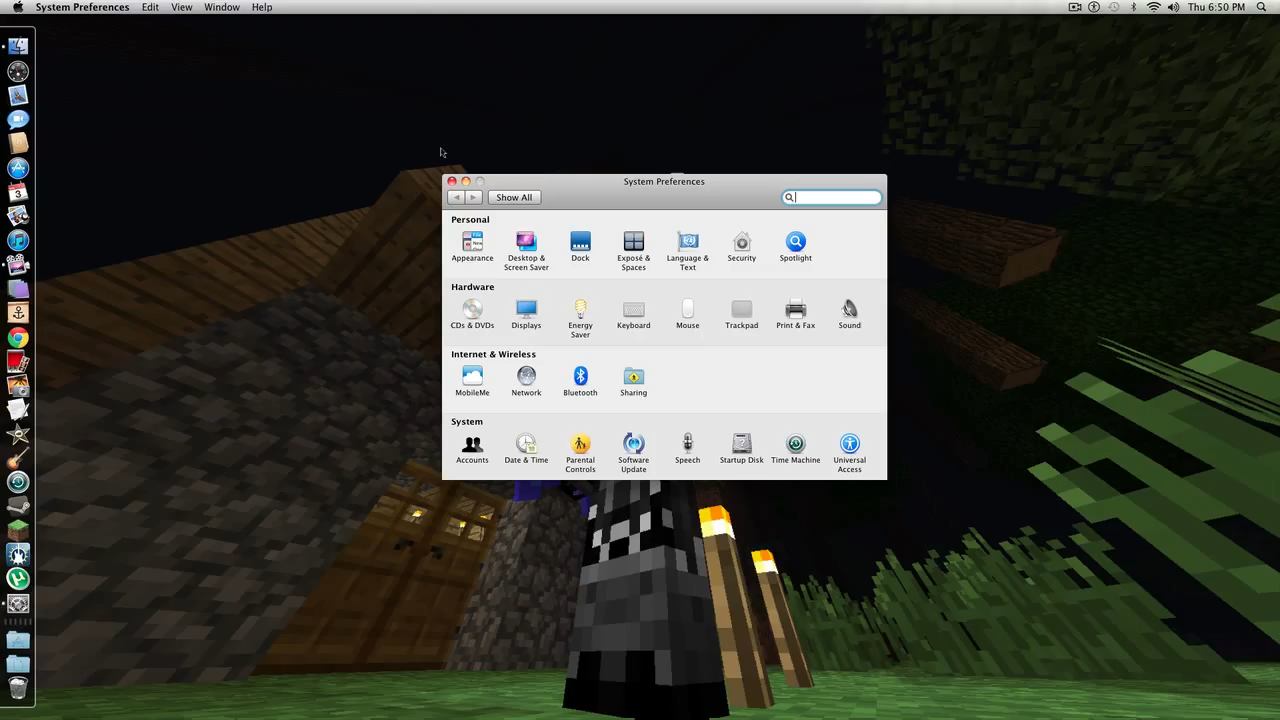 System Preferences Edit View Window Help Thu 6:50 PM
System Preferences
Show All
Personal
Appearance
Desktop &
Screen Saver
Dock
Exposé &
Spaces
Language &
Text
Security
Spotlight
Hardware
CDs & DVDs
Displays
Energy
Saver
Keyboard
Mouse
Trackpad
Print & Fax
Sound
Internet & Wireless
MobileMe
Network
Bluetooth
Sharing
System
Accounts
Date & Time
Parental
Controls
Software
Update
Speech
Startup Disk
Time Machine
Universal
Access
3